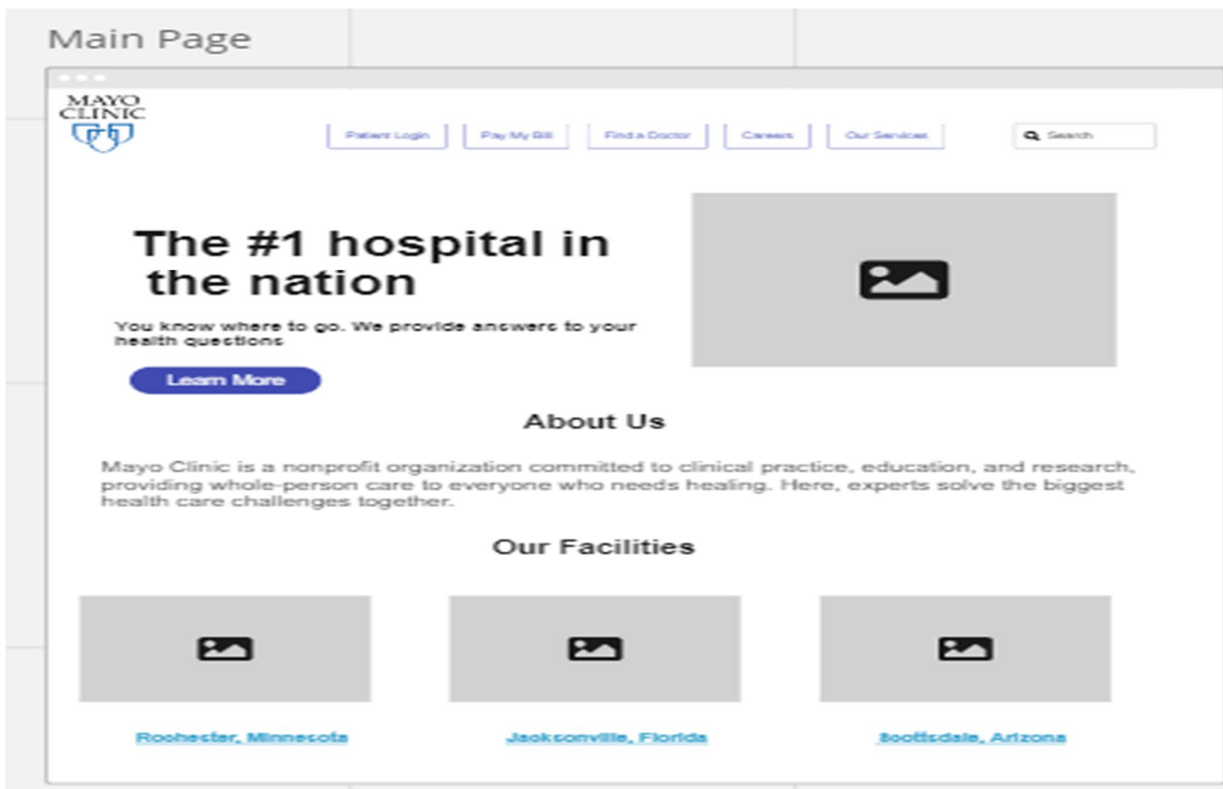 Main Page
MAYO
CLINIC
Patient Login
Pay My Bill
Find a Doctor
Careers
Our Services
Search
The #1 hospital in
the nation
You know where to go. We provide answers to your
health questions
Learn More
About Us
Mayo Clinic is a nonprofit organization committed to clinical practice, education, and research,
providing whole-person care to everyone who needs healing. Here, experts solve the biggest
health care challenges together.
Our Facilities
Rochester, Minnesota
Jacksonville, Florida
Scottsdale, Arizona